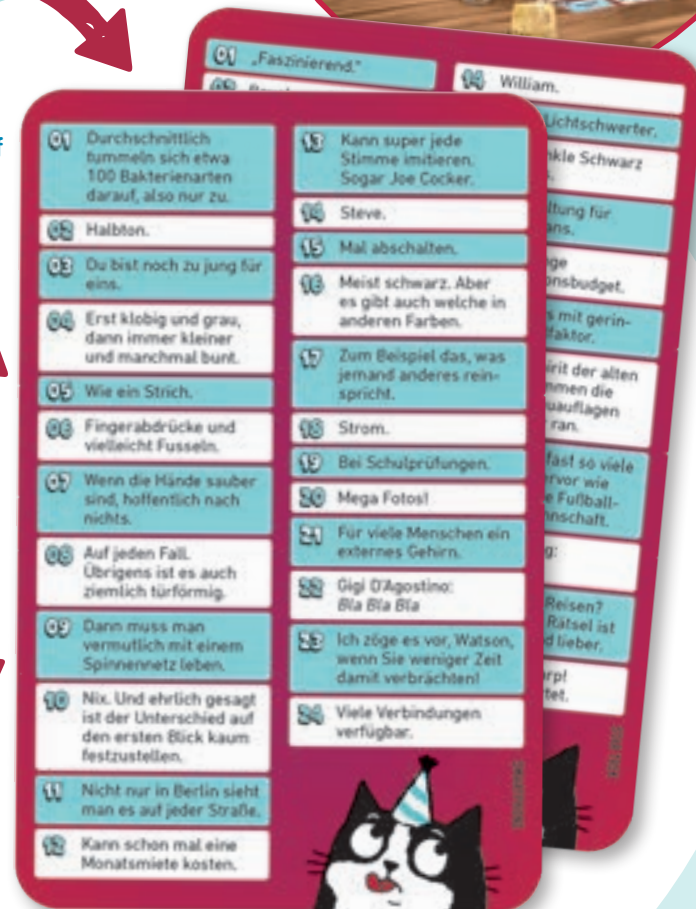 01 „Faszinierend."
02
14 William.
Lichtschwerter.
nkle Schwarz
ltung für
ans.
ge
onsbudget.
s mit gerin-
faktor.
irit der alten
mmen die
uauflagen
ran.
fast so viele
rvor wie
e Fußball-
nschaft.
g:
Reisen?
Rätsel ist
d lieber.
rp!
tet.
f
01 Durchschnittlich
tummeln sich etwa
100 Bakterienarten
darauf, also nur zu.
02 Halbton.
03 Du bist noch zu jung für
eins.
04 Erst klobig und grau,
dann immer kleiner
und manchmal bunt.
05 Wie ein Strich.
06 Fingerabdrücke und
vielleicht Fusseln.
07 Wenn die Hände sauber
sind, hoffentlich nach
nichts.
08 Auf jeden Fall.
Übrigens ist es auch
ziemlich türförmig.
09 Dann muss man
vermutlich mit einem
Spinnennetz leben.
10 Nix. Und ehrlich gesagt
ist der Unterschied auf
den ersten Blick kaum
festzustellen.
11 Nicht nur in Berlin sieht
man es auf jeder Straße.
12 Kann schon mal eine
Monatsmiete kosten.
13 Kann super jede
Stimme imitieren.
Sogar Joe Cocker.
14 Steve.
15 Mal abschalten.
16 Meist schwarz. Aber
es gibt auch welche in
anderen Farben.
17 Zum Beispiel das, was
jemand anderes rein-
spricht.
18 Strom.
19 Bei Schulprüfungen.
20 Mega Fotos!
21 Für viele Menschen ein
externes Gehirn.
22 Gigi D'Agostino:
Bla Bla Bla
23 Ich zöge es vor, Watson,
wenn Sie weniger Zeit
damit verbrächten!
24 Viele Verbindungen
verfügbar.